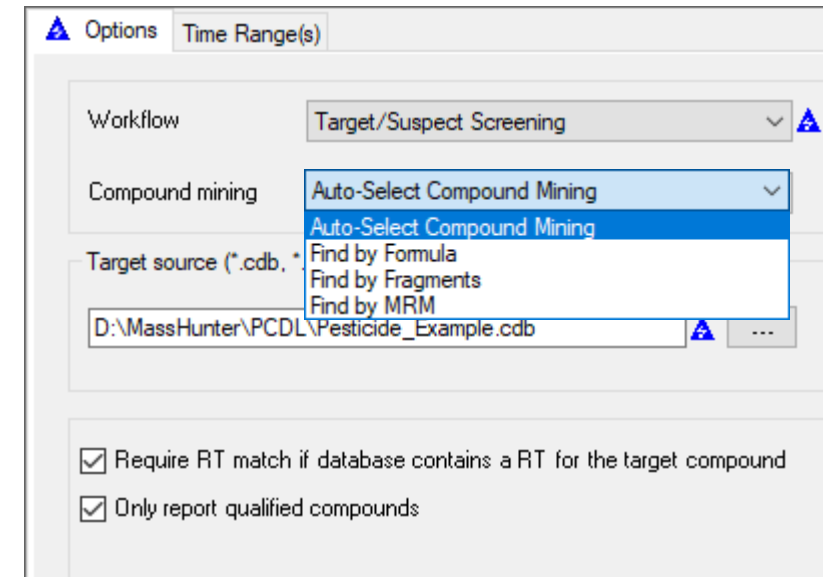 Options Time Range(s)
Workflow Target/Suspect Screening
Compound mining Auto-Select Compound Mining
Auto-Select Compound Mining
Find by Formula
Target source (*.cdb, *.
Find by Fragments
Find by MRM
D:\MassHunter\PCDL\Pesticide_Example.cdb ...
Require RT match if database contains a RT for the target compound
Only report qualified compounds